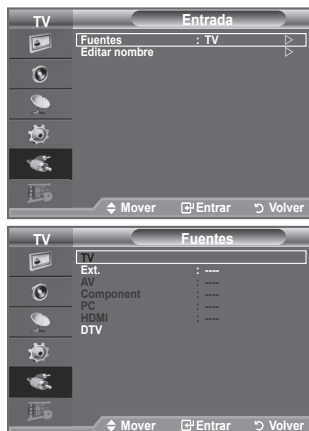 TV Entrada
Fuentes : TV
Editar nombre
Mover Entrar Volver
TV Fuentes
TV
Ext. : ----
AV : ----
Component : ----
PC : ----
HDMI : ----
DTV
Mover Entrar Volver